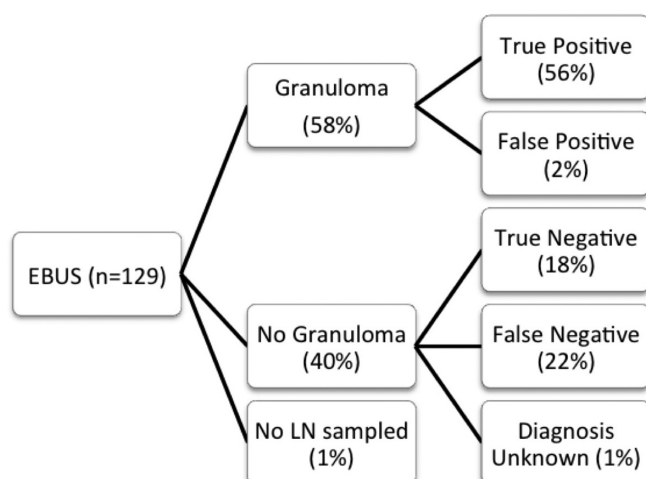 EBUS (n=129)
Granuloma
(58%)
True Positive
(56%)
False Positive
(2%)
No Granuloma
(40%)
True Negative
(18%)
False Negative
(22%)
Diagnosis
Unknown (1%)
No LN sampled
(1%)